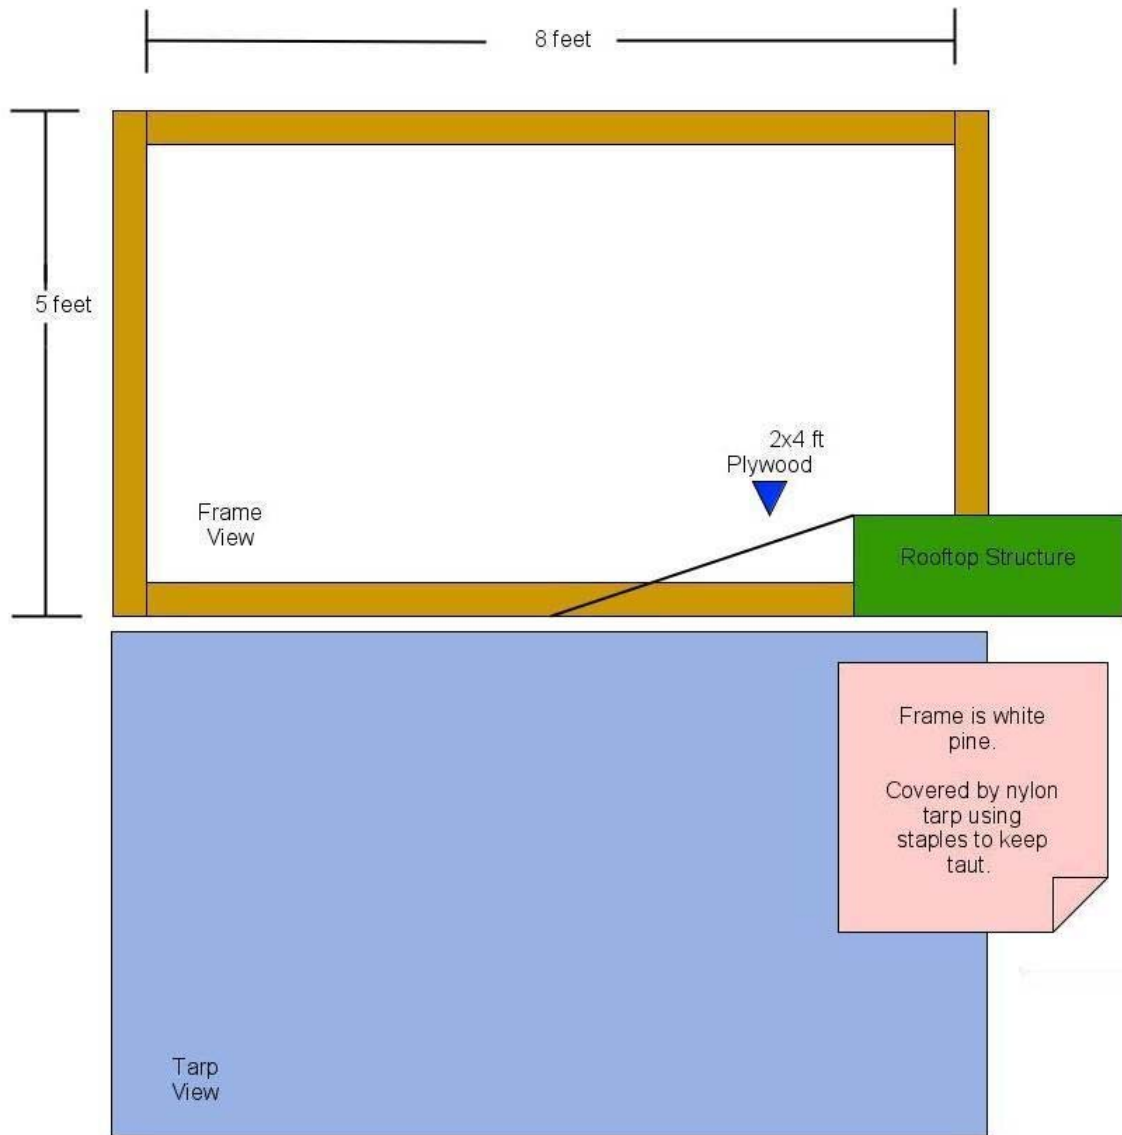 8 feet
5 feet
2x4 ft
Plywood
Frame
View
Rooftop Structure
Frame is white
pine.
Covered by nylon
tarp using
staples to keep
taut.
Tarp
View